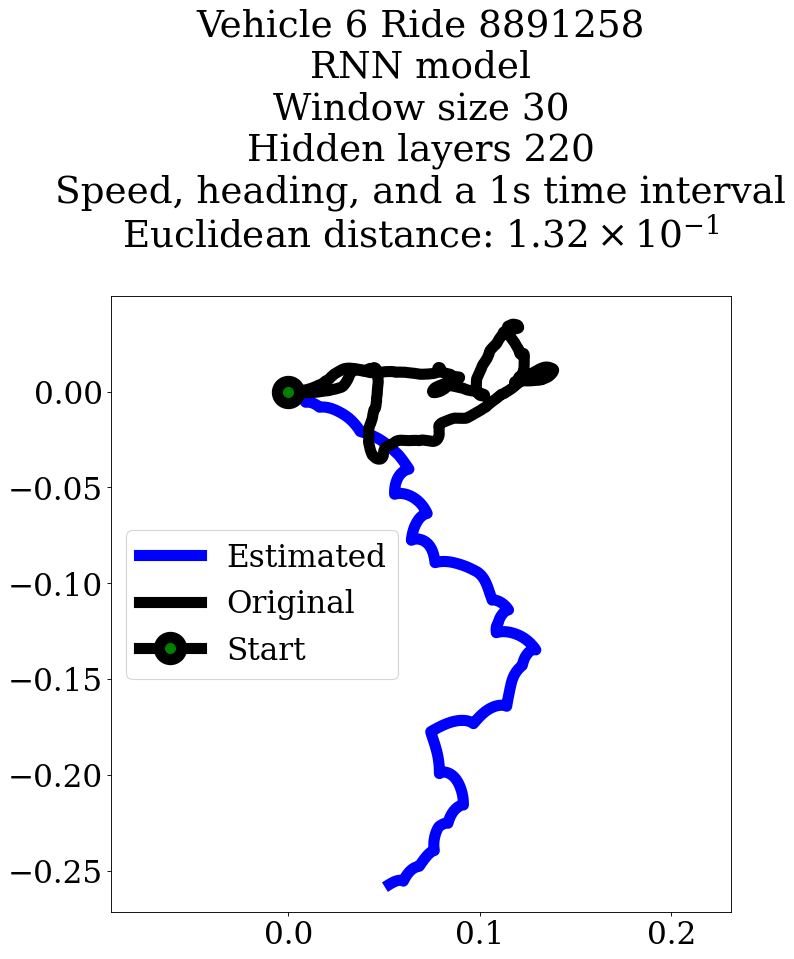 Vehicle 6 Ride 8891258
RNN model
Window size 30
Hidden layers 220
Speed, heading, and a 1s time interval
Euclidean distance: 1.32 × 10⁻¹
0.00
−0.05
−0.10
−0.15
−0.20
−0.25
Estimated
Original
Start
0.0 0.1 0.2